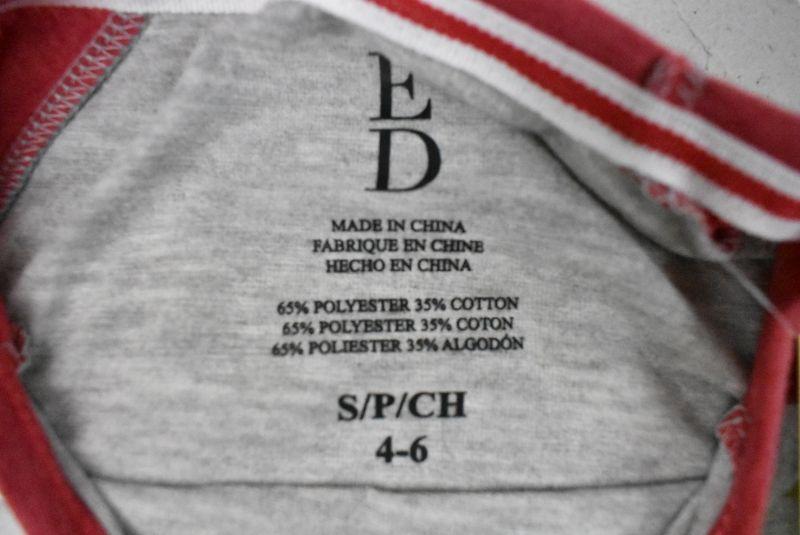 E
D
MADE IN CHINA
FABRIQUE EN CHINE
HECHO EN CHINA
65% POLYESTER 35% COTTON
65% POLYESTER 35% COTON
65% POLIESTER 35% ALGODÓN
S/P/CH
4-6